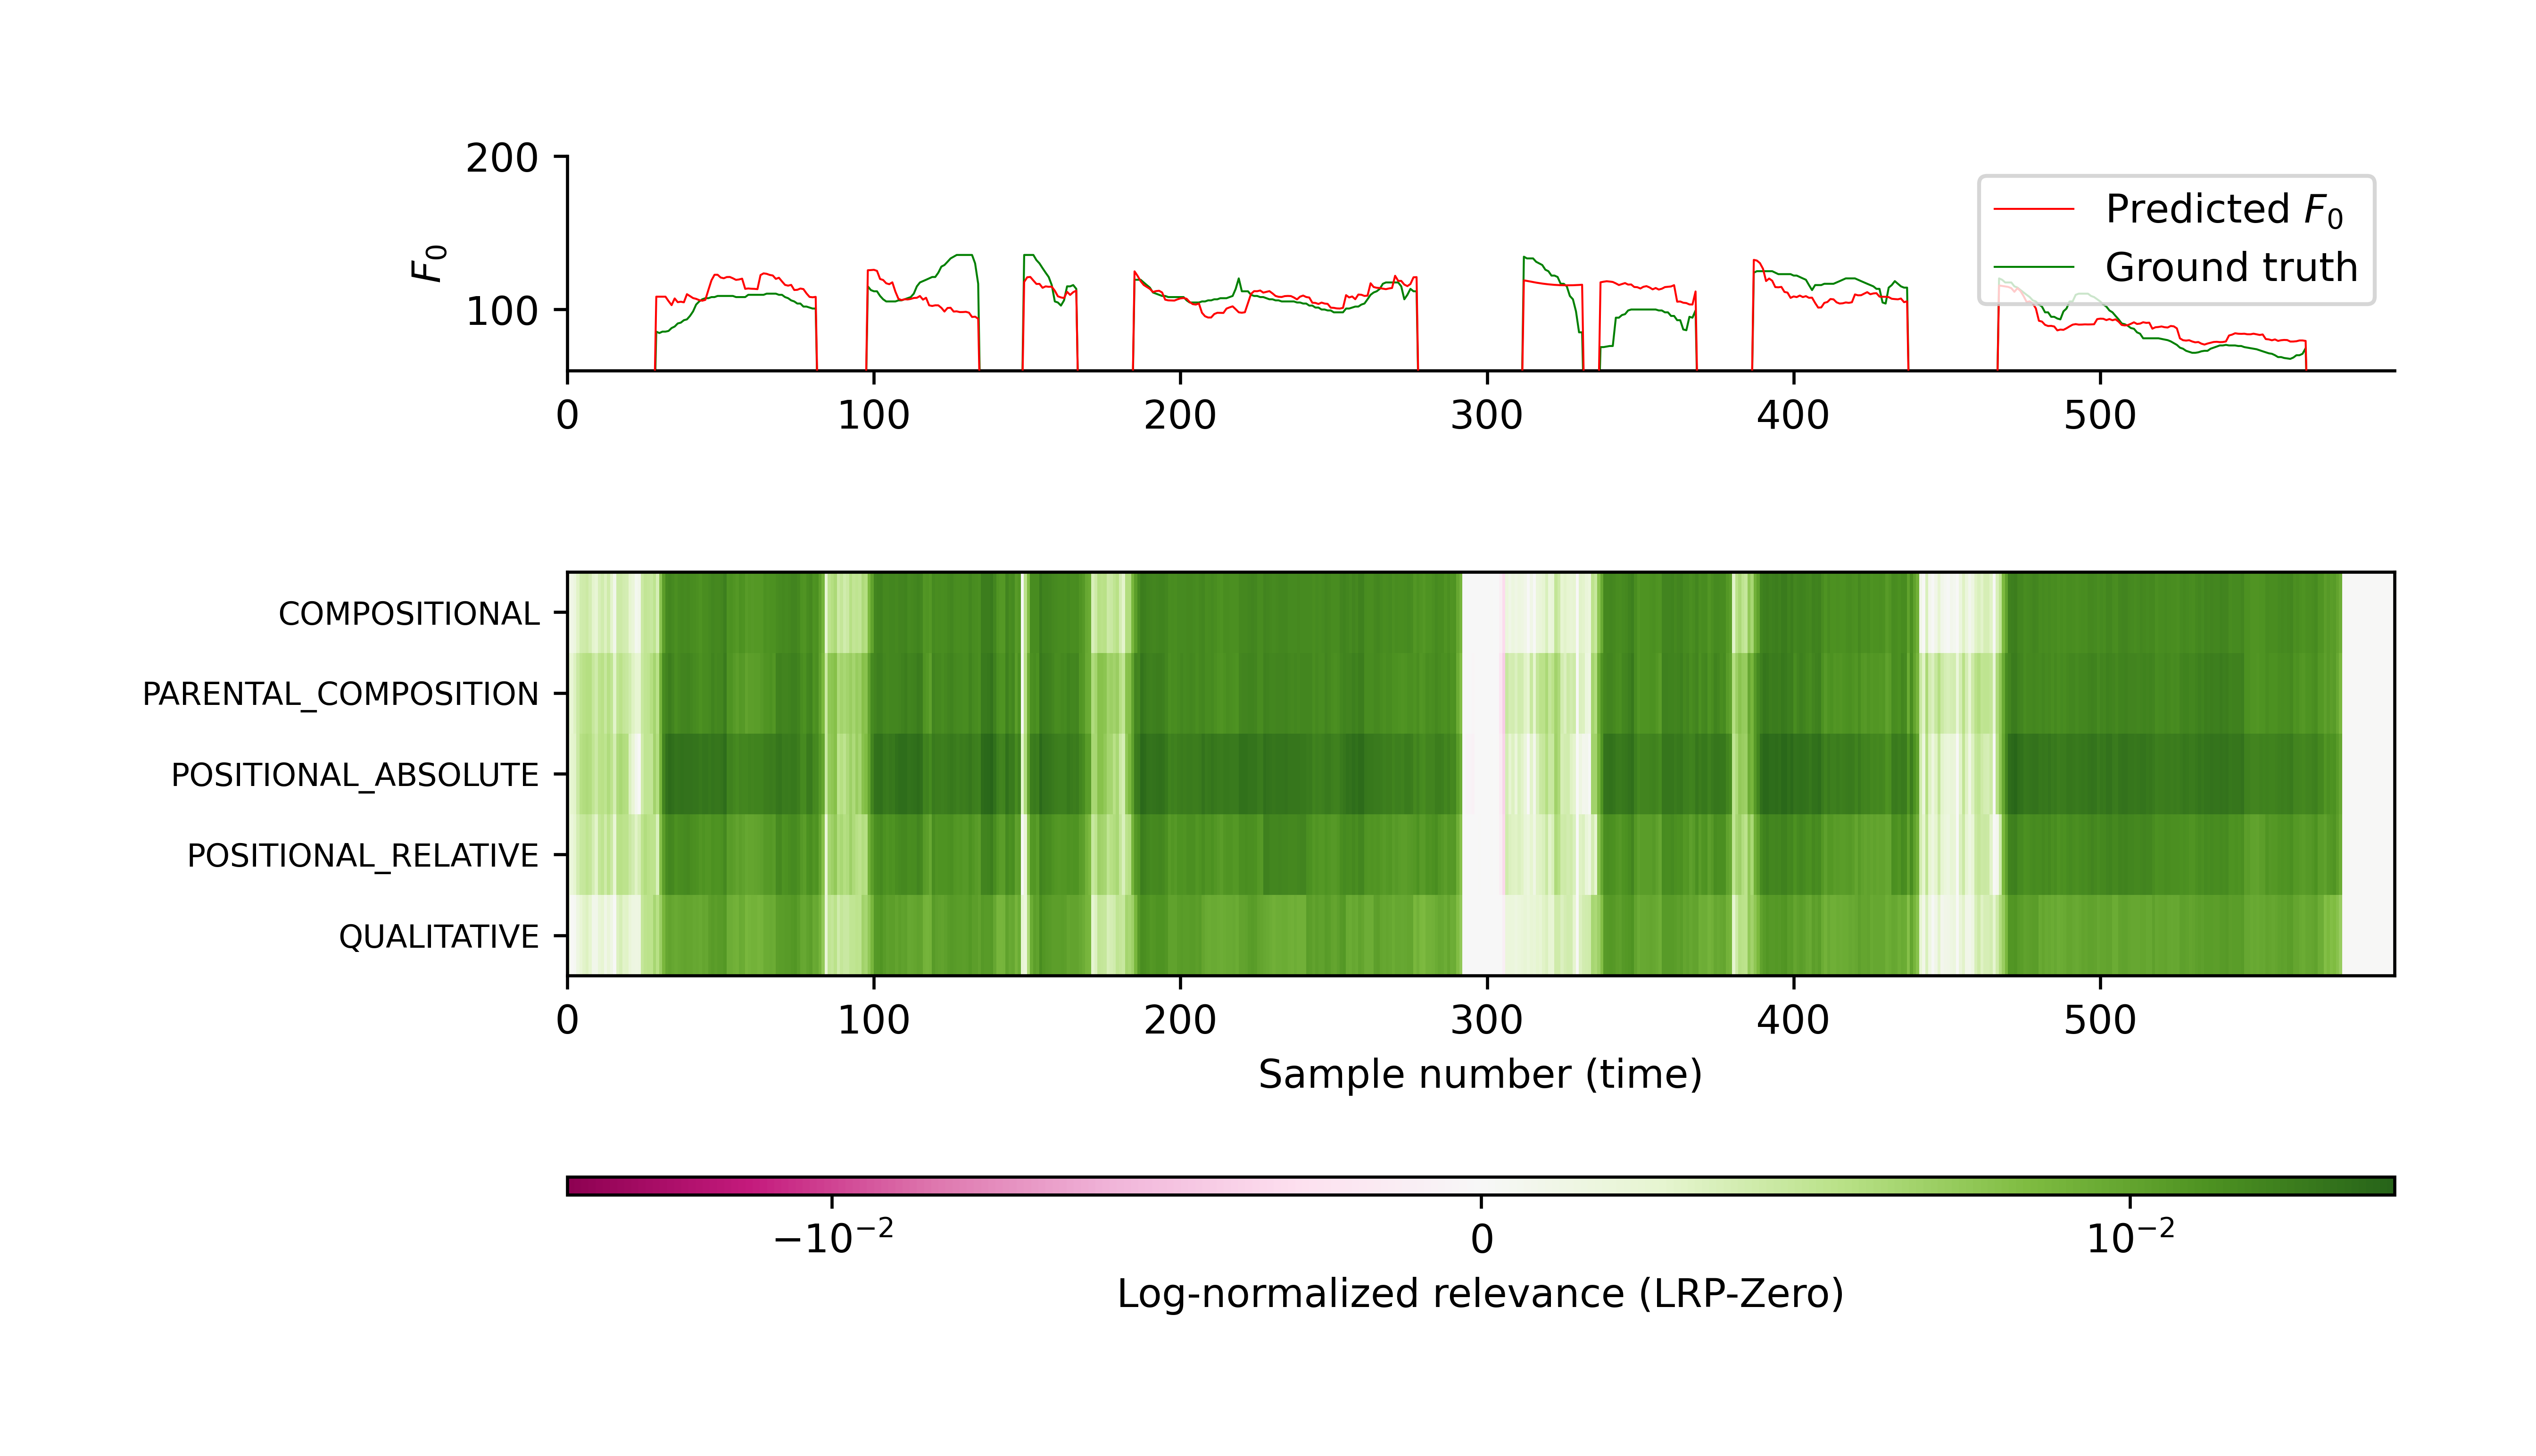 200
100
F₀
Predicted F₀
Ground truth
0 100 200 300 400 500
COMPOSITIONAL
PARENTAL_COMPOSITION
POSITIONAL_ABSOLUTE
POSITIONAL_RELATIVE
QUALITATIVE
0 100 200 300 400 500
Sample number (time)
−10⁻² 0 10⁻²
Log-normalized relevance (LRP-Zero)